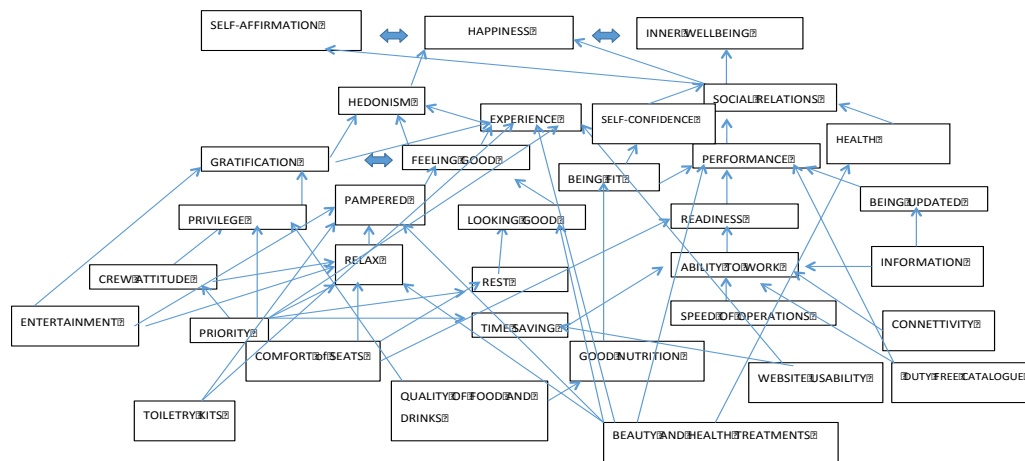 SELF-AFFIRMATION
HAPPINESS
INNER WELLBEING
HEDONISM
SOCIAL RELATIONS
EXPERIENCE
SELF-CONFIDENCE
HEALTH
GRATIFICATION
FEELING GOOD
PERFORMANCE
BEING FIT
PAMPERED
BEING UPDATED
PRIVILEGE
LOOKING GOOD
READINESS
RELAX
ABILITY TO WORK
INFORMATION
CREW ATTITUDE
REST
ENTERTAINMENT
PRIORITY
TIME SAVING
SPEED OF OPERATIONS
CONNETTIVITY
COMFORT of SEATS
GOOD NUTRITION
WEBSITE USABILITY
DUTY FREE CATALOGUE
TOILETRY KITS
QUALITY OF FOOD AND
DRINKS
BEAUTY AND HEALTH TREATMENTS